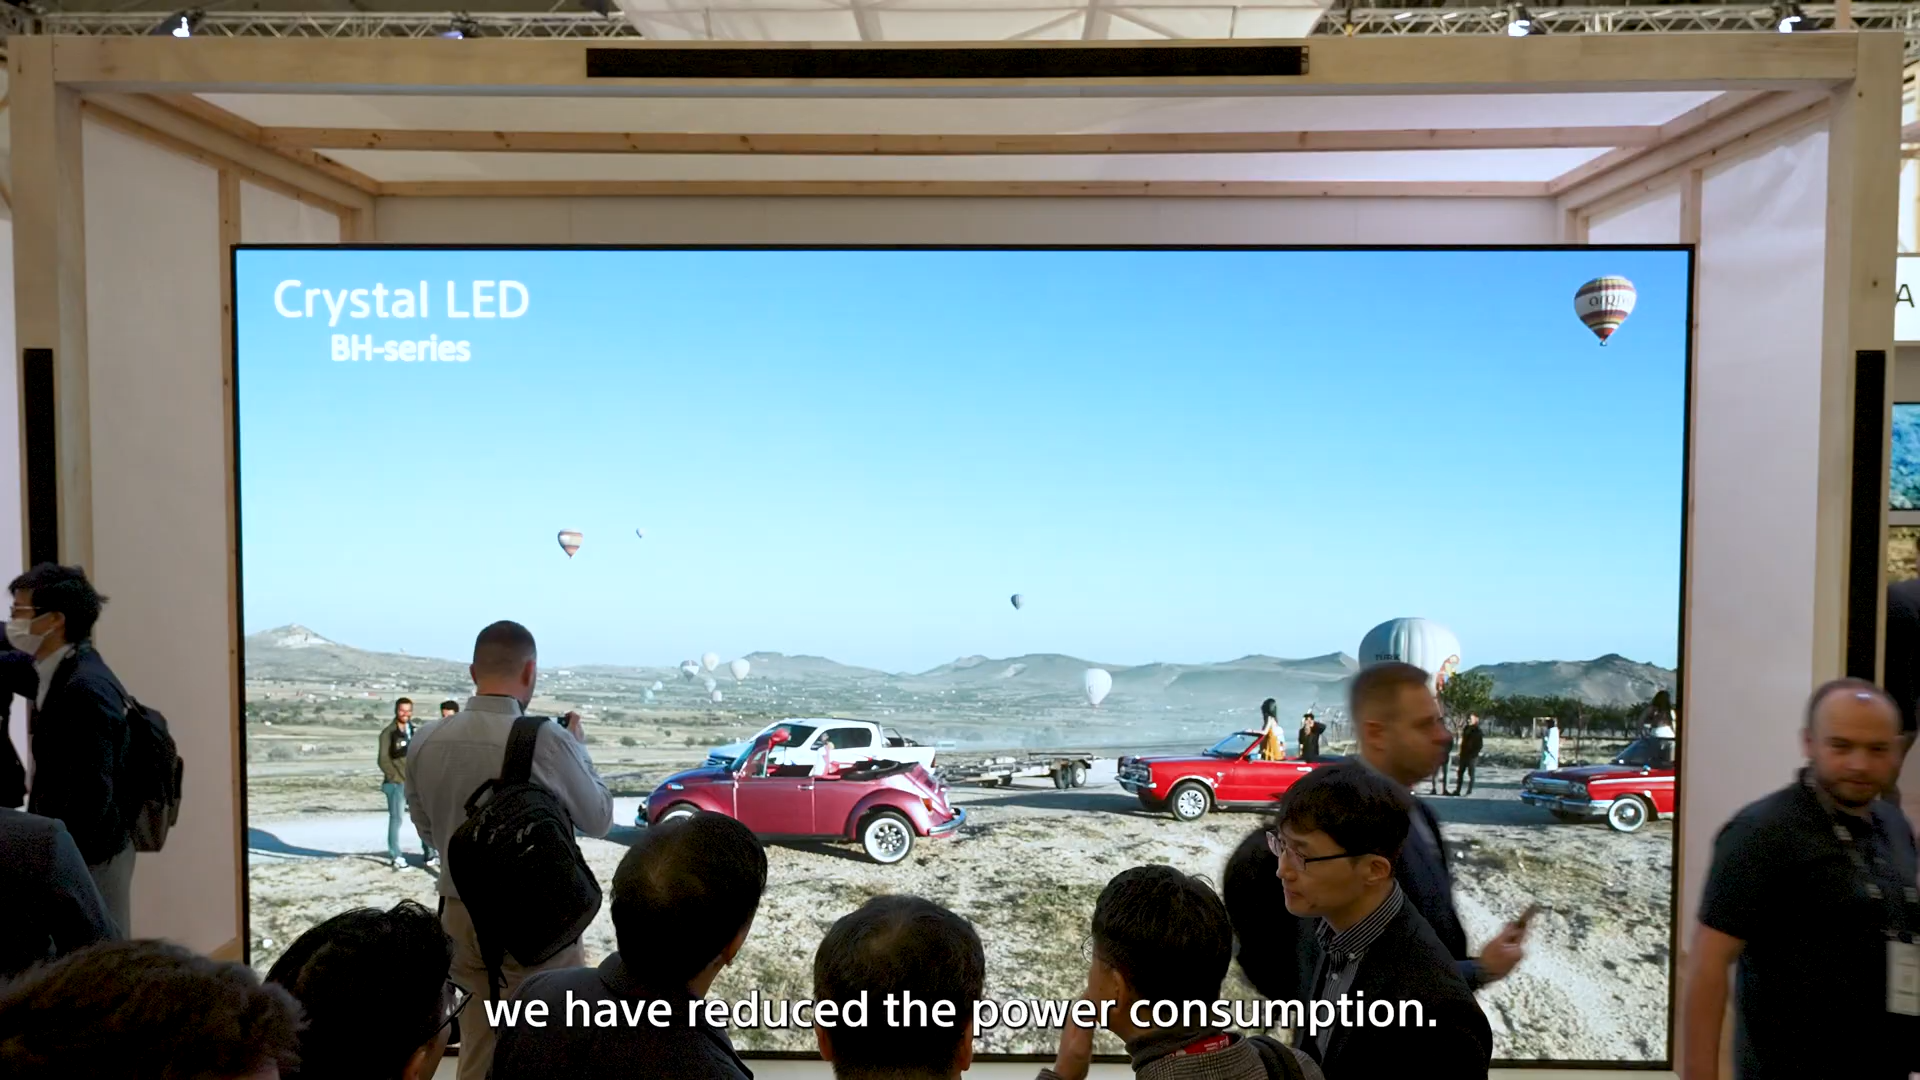 Crystal LED
BH-series
A
we have reduced the power consumption.